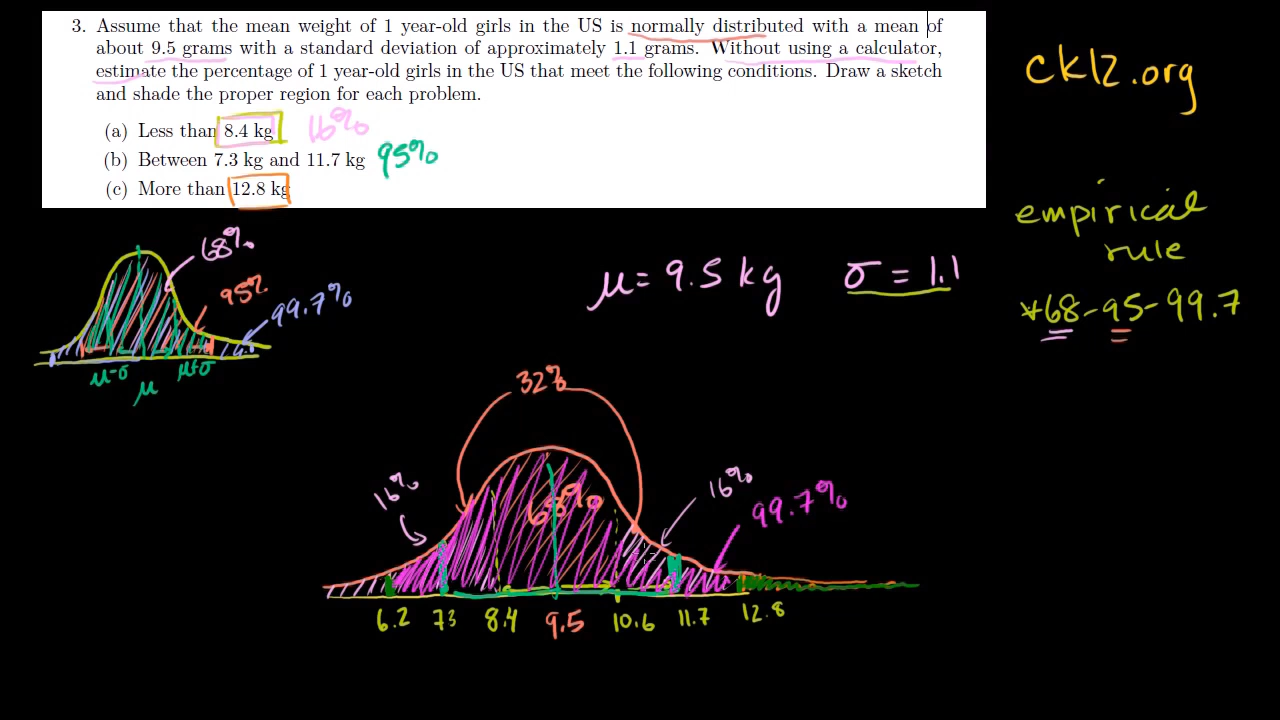 3. Assume that the mean weight of 1 year-old girls in the US is normally distributed with a mean of
about 9.5 grams with a standard deviation of approximately 1.1 grams. Without using a calculator,
estimate the percentage of 1 year-old girls in the US that meet the following conditions. Draw a sketch
and shade the proper region for each problem.
(a) Less than 8.4 kg 16%
(b) Between 7.3 kg and 11.7 kg 95%
(c) More than 12.8 kg
ck12.org
empirical
rule
*68-95-99.7
68%
95%
99.7%
μ-σ μ μ+σ
μ=9.5 kg σ=1.1
32%
16%
68%
16%
99.7%
6.2 73 8.4 9.5 10.6 11.7 12.8